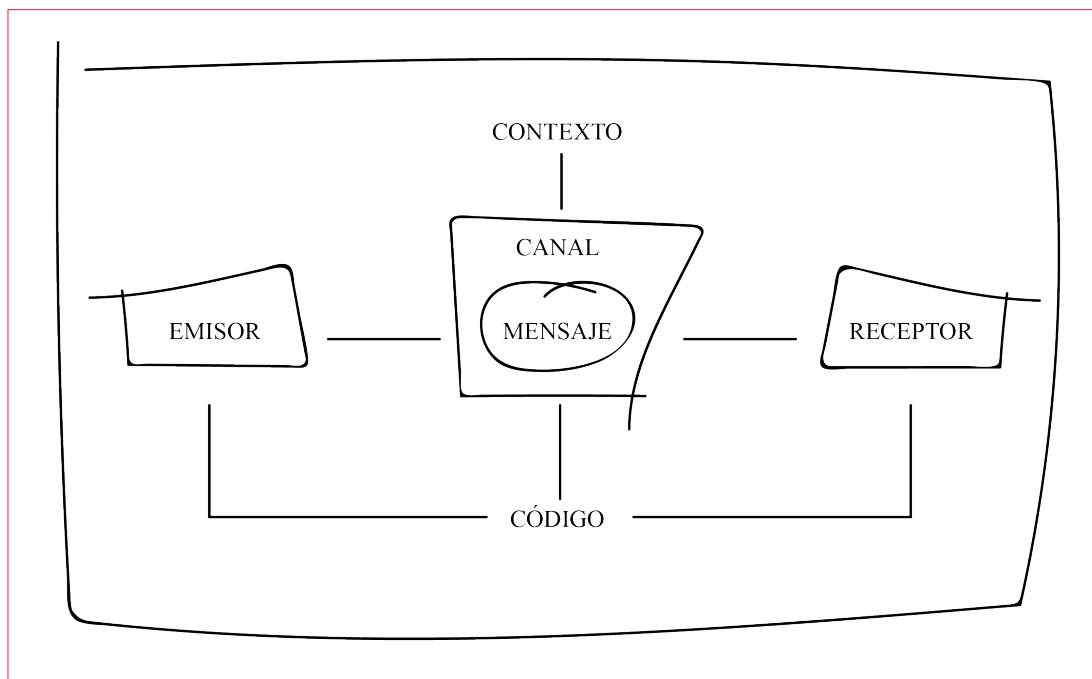 CONTEXTO
CANAL
EMISOR
MENSAJE
RECEPTOR
CÓDIGO